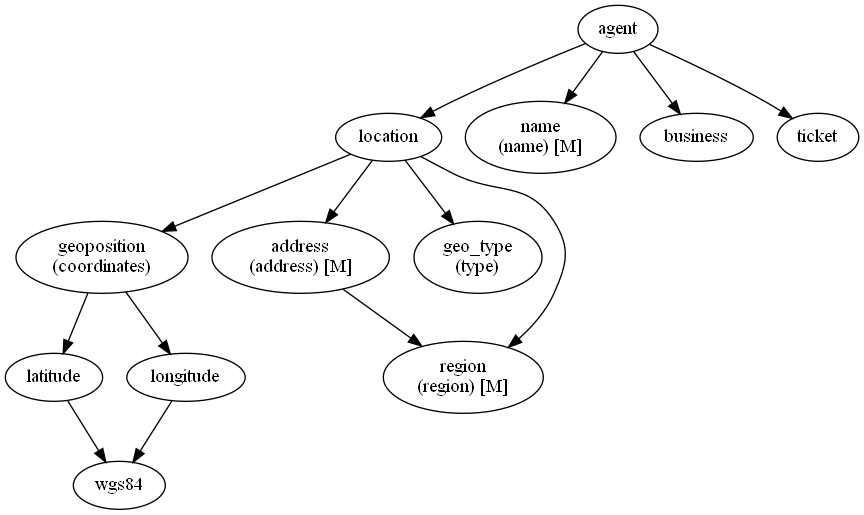 agent
location
name
(name) [M]
business
ticket
geoposition
(coordinates)
address
(address) [M]
geo_type
(type)
latitude
longitude
region
(region) [M]
wgs84